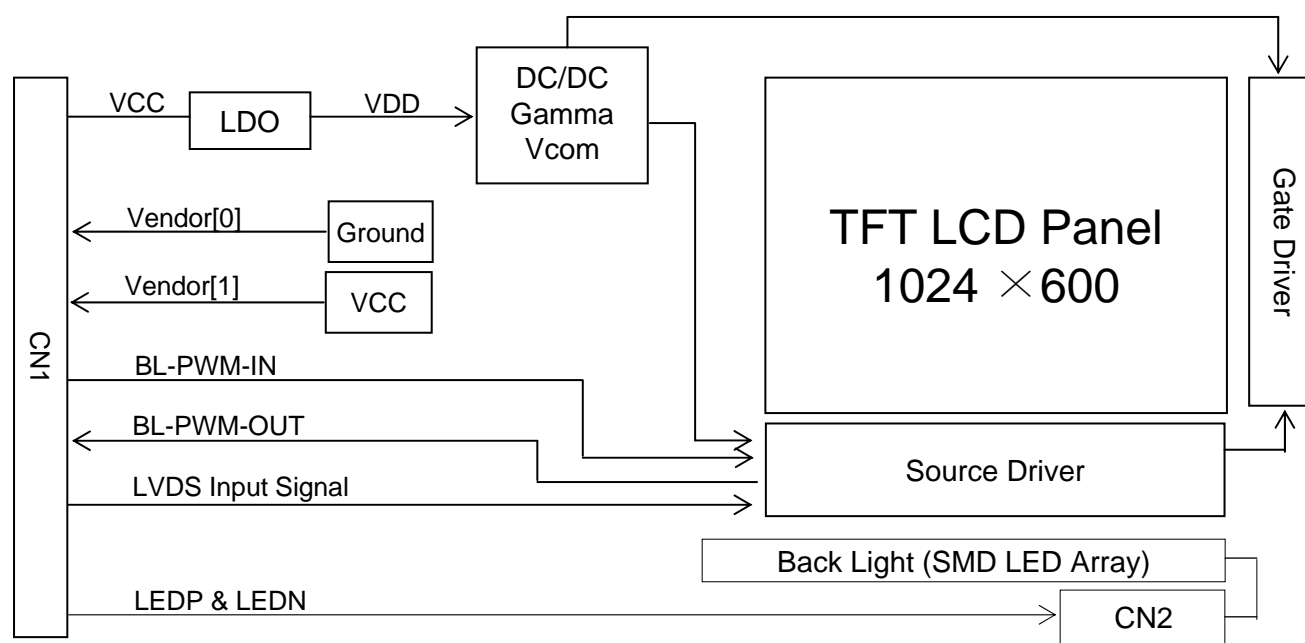 CN1
VCC
LDO
VDD
DC/DC
Gamma
Vcom
Vendor[0]
Ground
Vendor[1]
VCC
BL-PWM-IN
BL-PWM-OUT
LVDS Input Signal
LEDP & LEDN
TFT LCD Panel
1024 ×600
Gate Driver
Source Driver
Back Light (SMD LED Array)
CN2